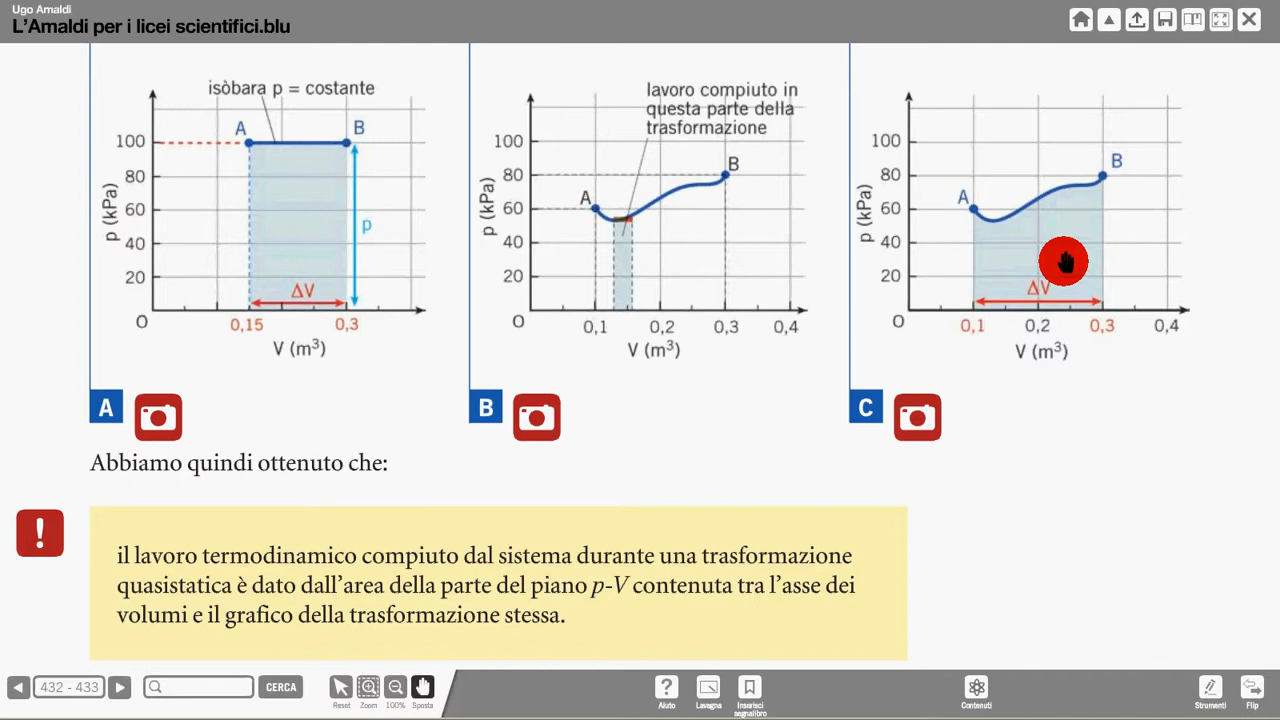 Ugo Amaldi
L'Amaldi per i licei scientifici.blu
isòbara p = costante
A
B
100
80
60
40
20
p (kPa)
p
ΔV
O
0,15
0,3
V (m³)
A
lavoro compiuto in
questa parte della
trasformazione
A
B
100
80
60
40
20
p (kPa)
O
0,1
0,2
0,3
0,4
V (m³)
B
A
B
100
80
60
40
20
p (kPa)
ΔV
O
0,1
0,2
0,3
0,4
V (m³)
C
Abbiamo quindi ottenuto che:
!
il lavoro termodinamico compiuto dal sistema durante una trasformazione
quasistatica è dato dall'area della parte del piano p-V contenuta tra l'asse dei
volumi e il grafico della trasformazione stessa.
432 - 433
CERCA
Reset
Zoom
100%
Sposta
?
Aiuto
Lavagna
Inserisci
segnalibro
Contenuti
Strumenti
Flip